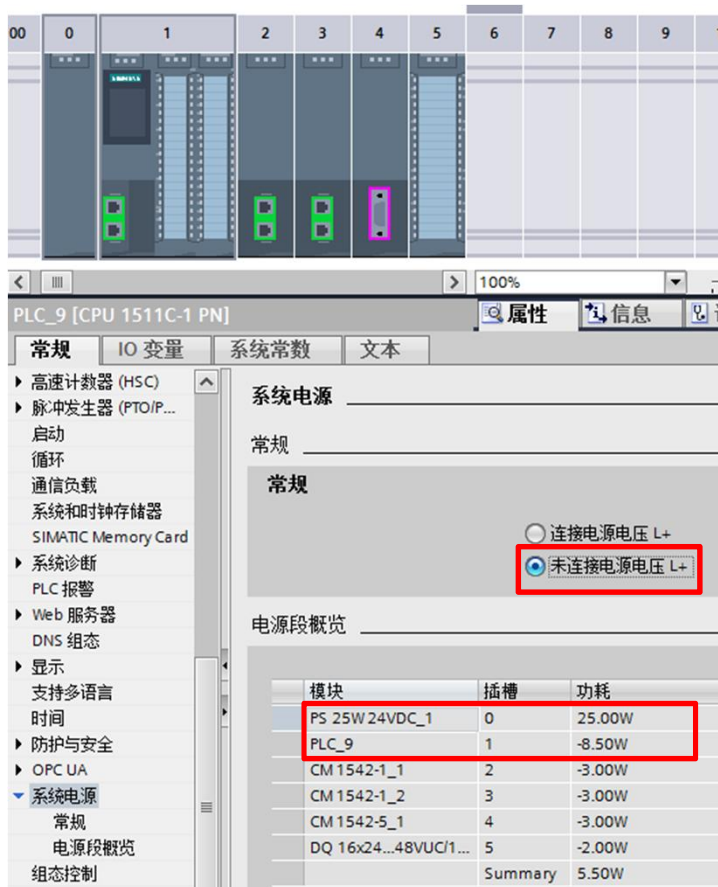 00 0 1 2 3 4 5 6 7 8 9
SIEMENS
100%
PLC_9 [CPU 1511C-1 PN]
属性 信息
常规 IO 变量 系统常数 文本
高速计数器 (HSC)
脉冲发生器 (PTO/P...
启动
循环
通信负载
系统和时钟存储器
SIMATIC Memory Card
系统诊断
PLC 报警
Web 服务器
DNS 组态
显示
支持多语言
时间
防护与安全
OPC UA
系统电源
常规
电源段概览
组态控制
系统电源
常规
常规
连接电源电压 L+
未连接电源电压 L+
电源段概览
模块 插槽 功耗
PS 25W 24VDC_1 0 25.00W
PLC_9 1 -8.50W
CM 1542-1_1 2 -3.00W
CM 1542-1_2 3 -3.00W
CM 1542-5_1 4 -3.00W
DQ 16x24...48VUC/1... 5 -2.00W
Summary 5.50W